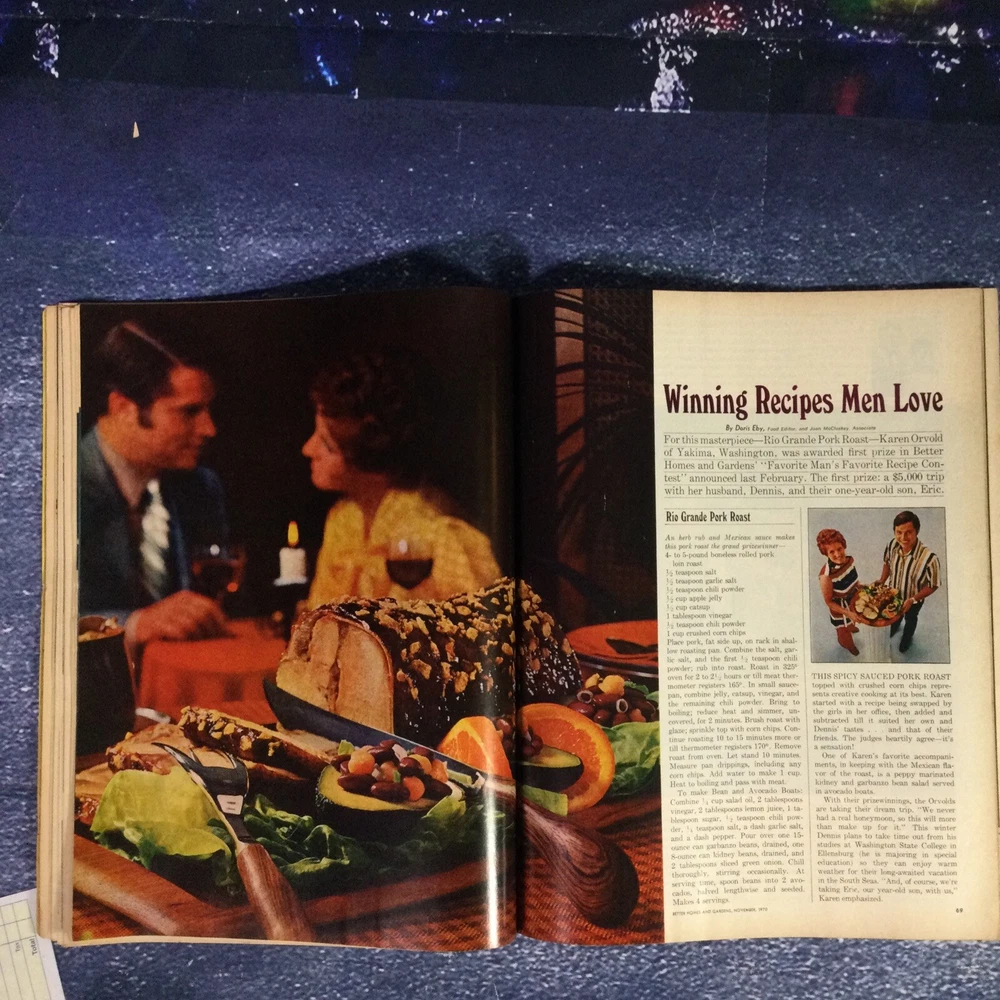 Winning Recipes Men Love
By Doris Eby, Food Editor, and Joan McCloskey, Associate
For this masterpiece—Rio Grande Pork Roast—Karen Orvold
of Yakima, Washington, was awarded first prize in Better
Homes and Gardens' "Favorite Man's Favorite Recipe Con-
test" announced last February. The first prize: a $5,000 trip
with her husband, Dennis, and their one-year-old son, Eric.
Rio Grande Pork Roast
An herb rub and Mexican sauce makes
this pork roast the grand prizewinner—
4- to 5-pound boneless rolled pork
loin roast
½ teaspoon salt
½ teaspoon garlic salt
½ teaspoon chili powder
½ cup apple jelly
½ cup catsup
1 tablespoon vinegar
½ teaspoon chili powder
1 cup crushed corn chips
Place pork, fat side up, on rack in shal-
low roasting pan. Combine the salt, gar-
lic salt, and the first ½ teaspoon chili
powder; rub into roast. Roast in 325°
oven for 2 to 2½ hours or till meat ther-
mometer registers 165°. In small sauce-
pan, combine jelly, catsup, vinegar, and
the remaining chili powder. Bring to
boiling; reduce heat and simmer, un-
covered, for 2 minutes. Brush roast with
glaze; sprinkle top with corn chips. Con-
tinue roasting 10 to 15 minutes more or
till thermometer registers 170°. Remove
roast from oven. Let stand 10 minutes.
Measure pan drippings, including any
corn chips. Add water to make 1 cup.
Heat to boiling and pass with meat.
To make Bean and Avocado Boats:
Combine ¼ cup salad oil, 2 tablespoons
vinegar, 2 tablespoons lemon juice, 1 ta-
blespoon sugar, ½ teaspoon chili pow-
der, ¼ teaspoon salt, a dash garlic salt,
and a dash pepper. Pour over one 15-
ounce can garbanzo beans, drained, one
8-ounce can kidney beans, drained, and
2 tablespoons sliced green onion. Chill
thoroughly, stirring occasionally. At
serving time, spoon beans into 2 avo-
cados, halved lengthwise and seeded.
Makes 4 servings.
THIS SPICY SAUCED PORK ROAST
topped with crushed corn chips repre-
sents creative cooking at its best. Karen
started with a recipe being swapped by
the girls in her office, then added and
subtracted till it suited her own and
Dennis' tastes . . . and that of their
friends. The judges heartily agree—it's
a sensation!
One of Karen's favorite accompani-
ments, in keeping with the Mexican fla-
vor of the roast, is a peppy marinated
kidney and garbanzo bean salad served
in avocado boats.
With their prizewinnings, the Orvolds
are taking their dream trip. "We never
had a real honeymoon, so this will more
than make up for it." This winter
Dennis plans to take time out from his
studies at Washington State College in
Ellensburg (he is majoring in special
education) so they can enjoy warm
weather for their long-awaited vacation
in the South Seas. "And, of course, we're
taking Eric, our year-old son, with us,"
Karen emphasized.
BETTER HOMES AND GARDENS, NOVEMBER, 1970
69
Tax
Total